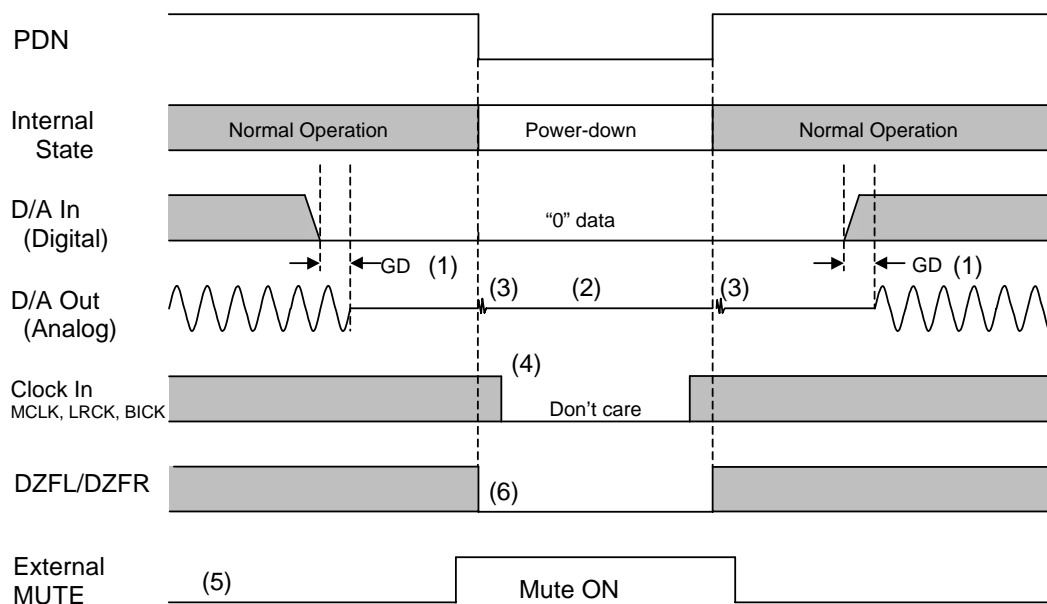 PDN
Internal
State
Normal Operation
Power-down
Normal Operation
D/A In
(Digital)
“0” data
GD
(1)
GD
(1)
D/A Out
(Analog)
(3)
(2)
(3)
Clock In
MCLK, LRCK, BICK
(4)
Don’t care
DZFL/DZFR
(6)
External
MUTE
(5)
Mute ON